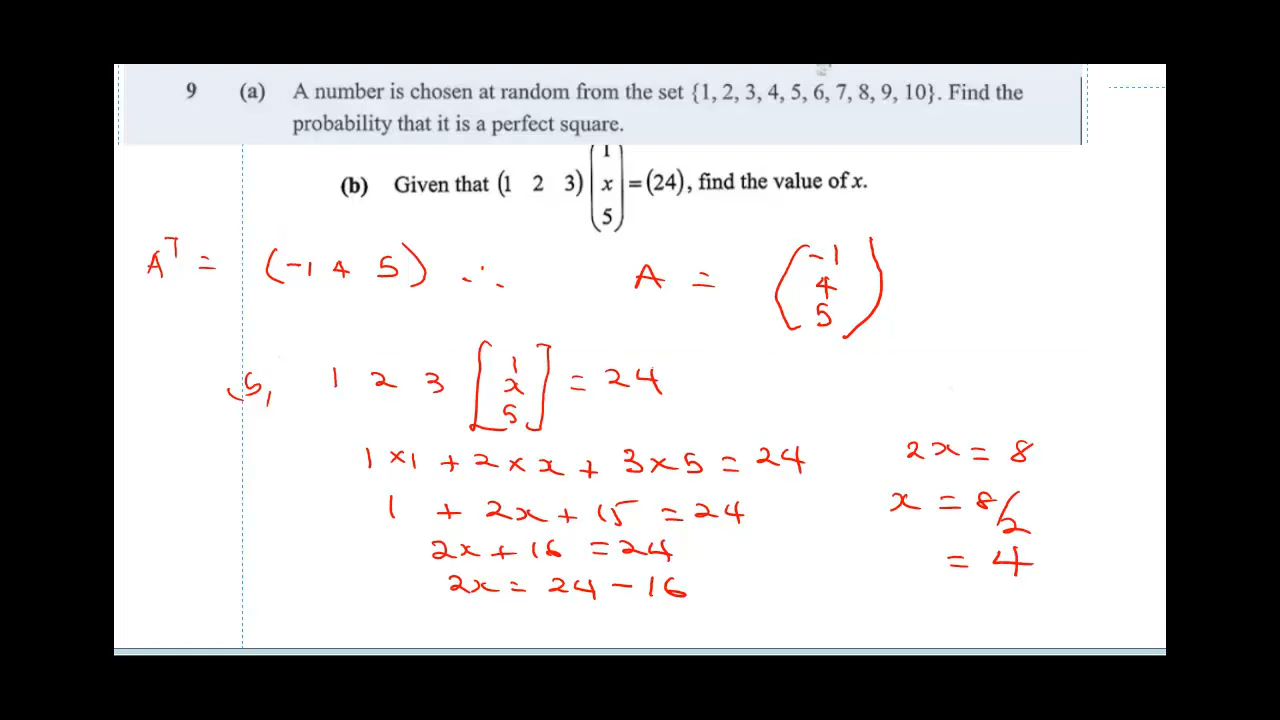 9 (a) A number is chosen at random from the set {1, 2, 3, 4, 5, 6, 7, 8, 9, 10}. Find the
probability that it is a perfect square.
(b) Given that (1 2 3) (1 x 5) = (24), find the value of x.
A^T = (-1 4 5) ∴ A = (-1 4 5)
1 2 3 [1 x 5] = 24
1 × 1 + 2 × x + 3 × 5 = 24
1 + 2x + 15 = 24
2x + 16 = 24
2x = 24 - 16
2x = 8
x = 8/2
= 4